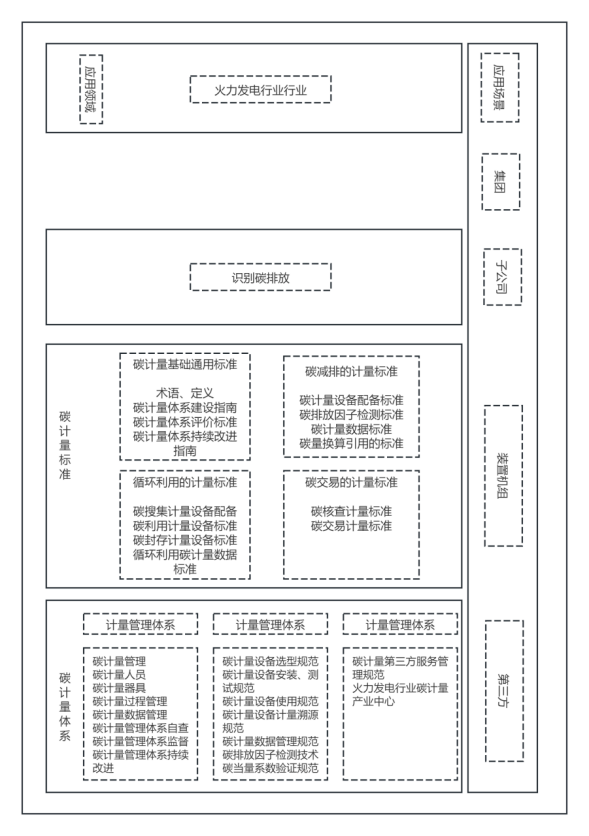 应用领域
火力发电行业行业
识别碳排放
碳计量标准
碳计量基础通用标准
术语、定义
碳计量体系建设指南
碳计量体系评价标准
碳计量体系持续改进
指南
碳减排的计量标准
碳计量设备配备标准
碳排放因子检测标准
碳计量数据标准
碳量换算引用的标准
循环利用的计量标准
碳搜集计量设备配备
碳利用计量设备标准
碳封存计量设备标准
循环利用碳计量数据
标准
碳交易的计量标准
碳核查计量标准
碳交易计量标准
碳计量体系
计量管理体系
碳计量管理
碳计量人员
碳计量器具
碳计量过程管理
碳计量数据管理
碳计量管理体系自查
碳计量管理体系监督
碳计量管理体系持续
改进
计量管理体系
碳计量设备选型规范
碳计量设备安装、测
试规范
碳计量设备使用规范
碳计量设备计量溯源
规范
碳计量数据管理规范
碳排放因子检测技术
碳当量系数验证规范
计量管理体系
碳计量第三方服务管
理规范
火力发电行业碳计量
产业中心
应用场景
集团
子公司
装置机组
第三方